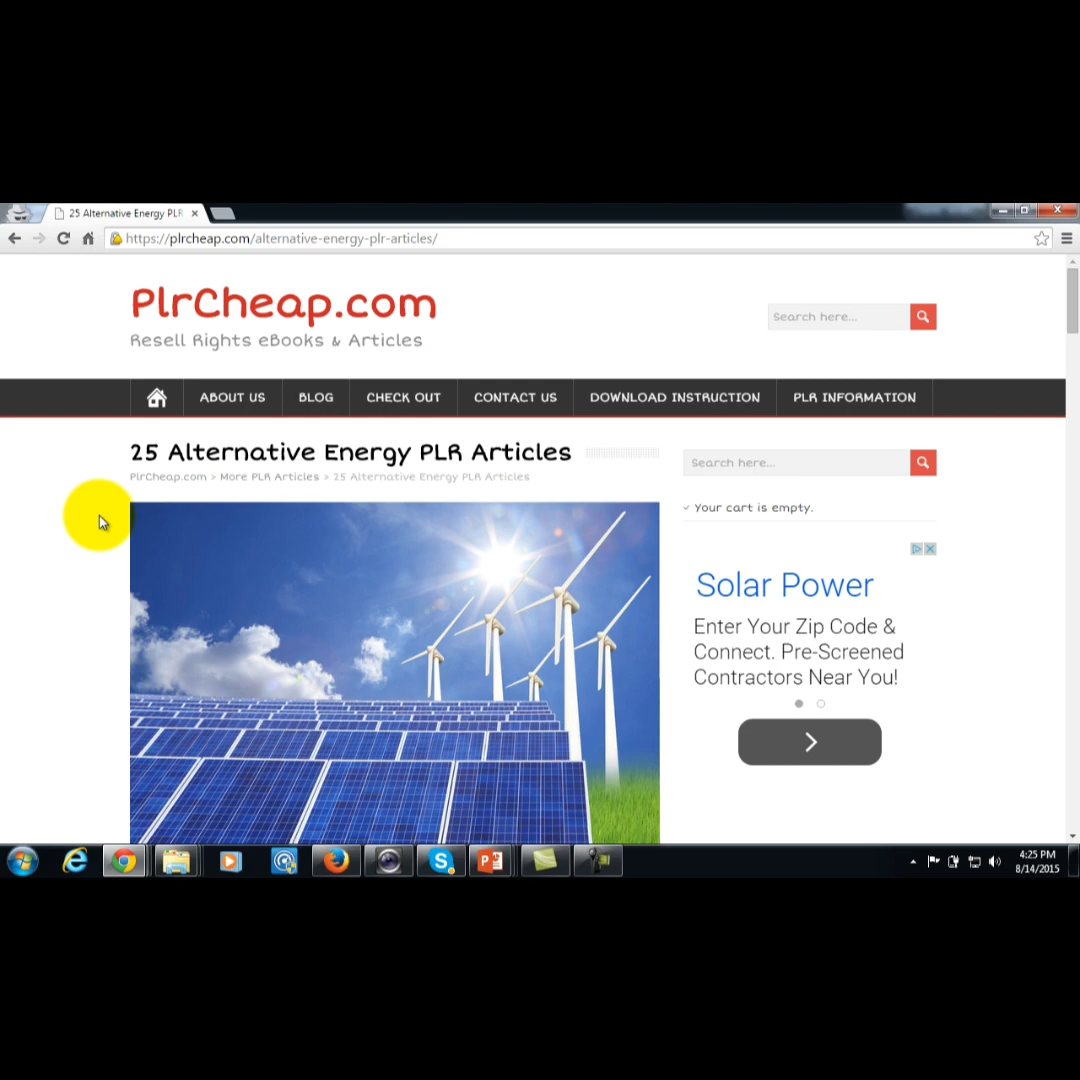 25 Alternative Energy PLR
https://plrcheap.com/alternative-energy-plr-articles/
PlrCheap.com
Resell Rights eBooks & Articles
Search here...
ABOUT US
BLOG
CHECK OUT
CONTACT US
DOWNLOAD INSTRUCTION
PLR INFORMATION
25 Alternative Energy PLR Articles
PlrCheap.com > More PLR Articles > 25 Alternative Energy PLR Articles
Search here...
Your cart is empty.
Solar Power
Enter Your Zip Code &
Connect. Pre-Screened
Contractors Near You!
4:25 PM
8/14/2015